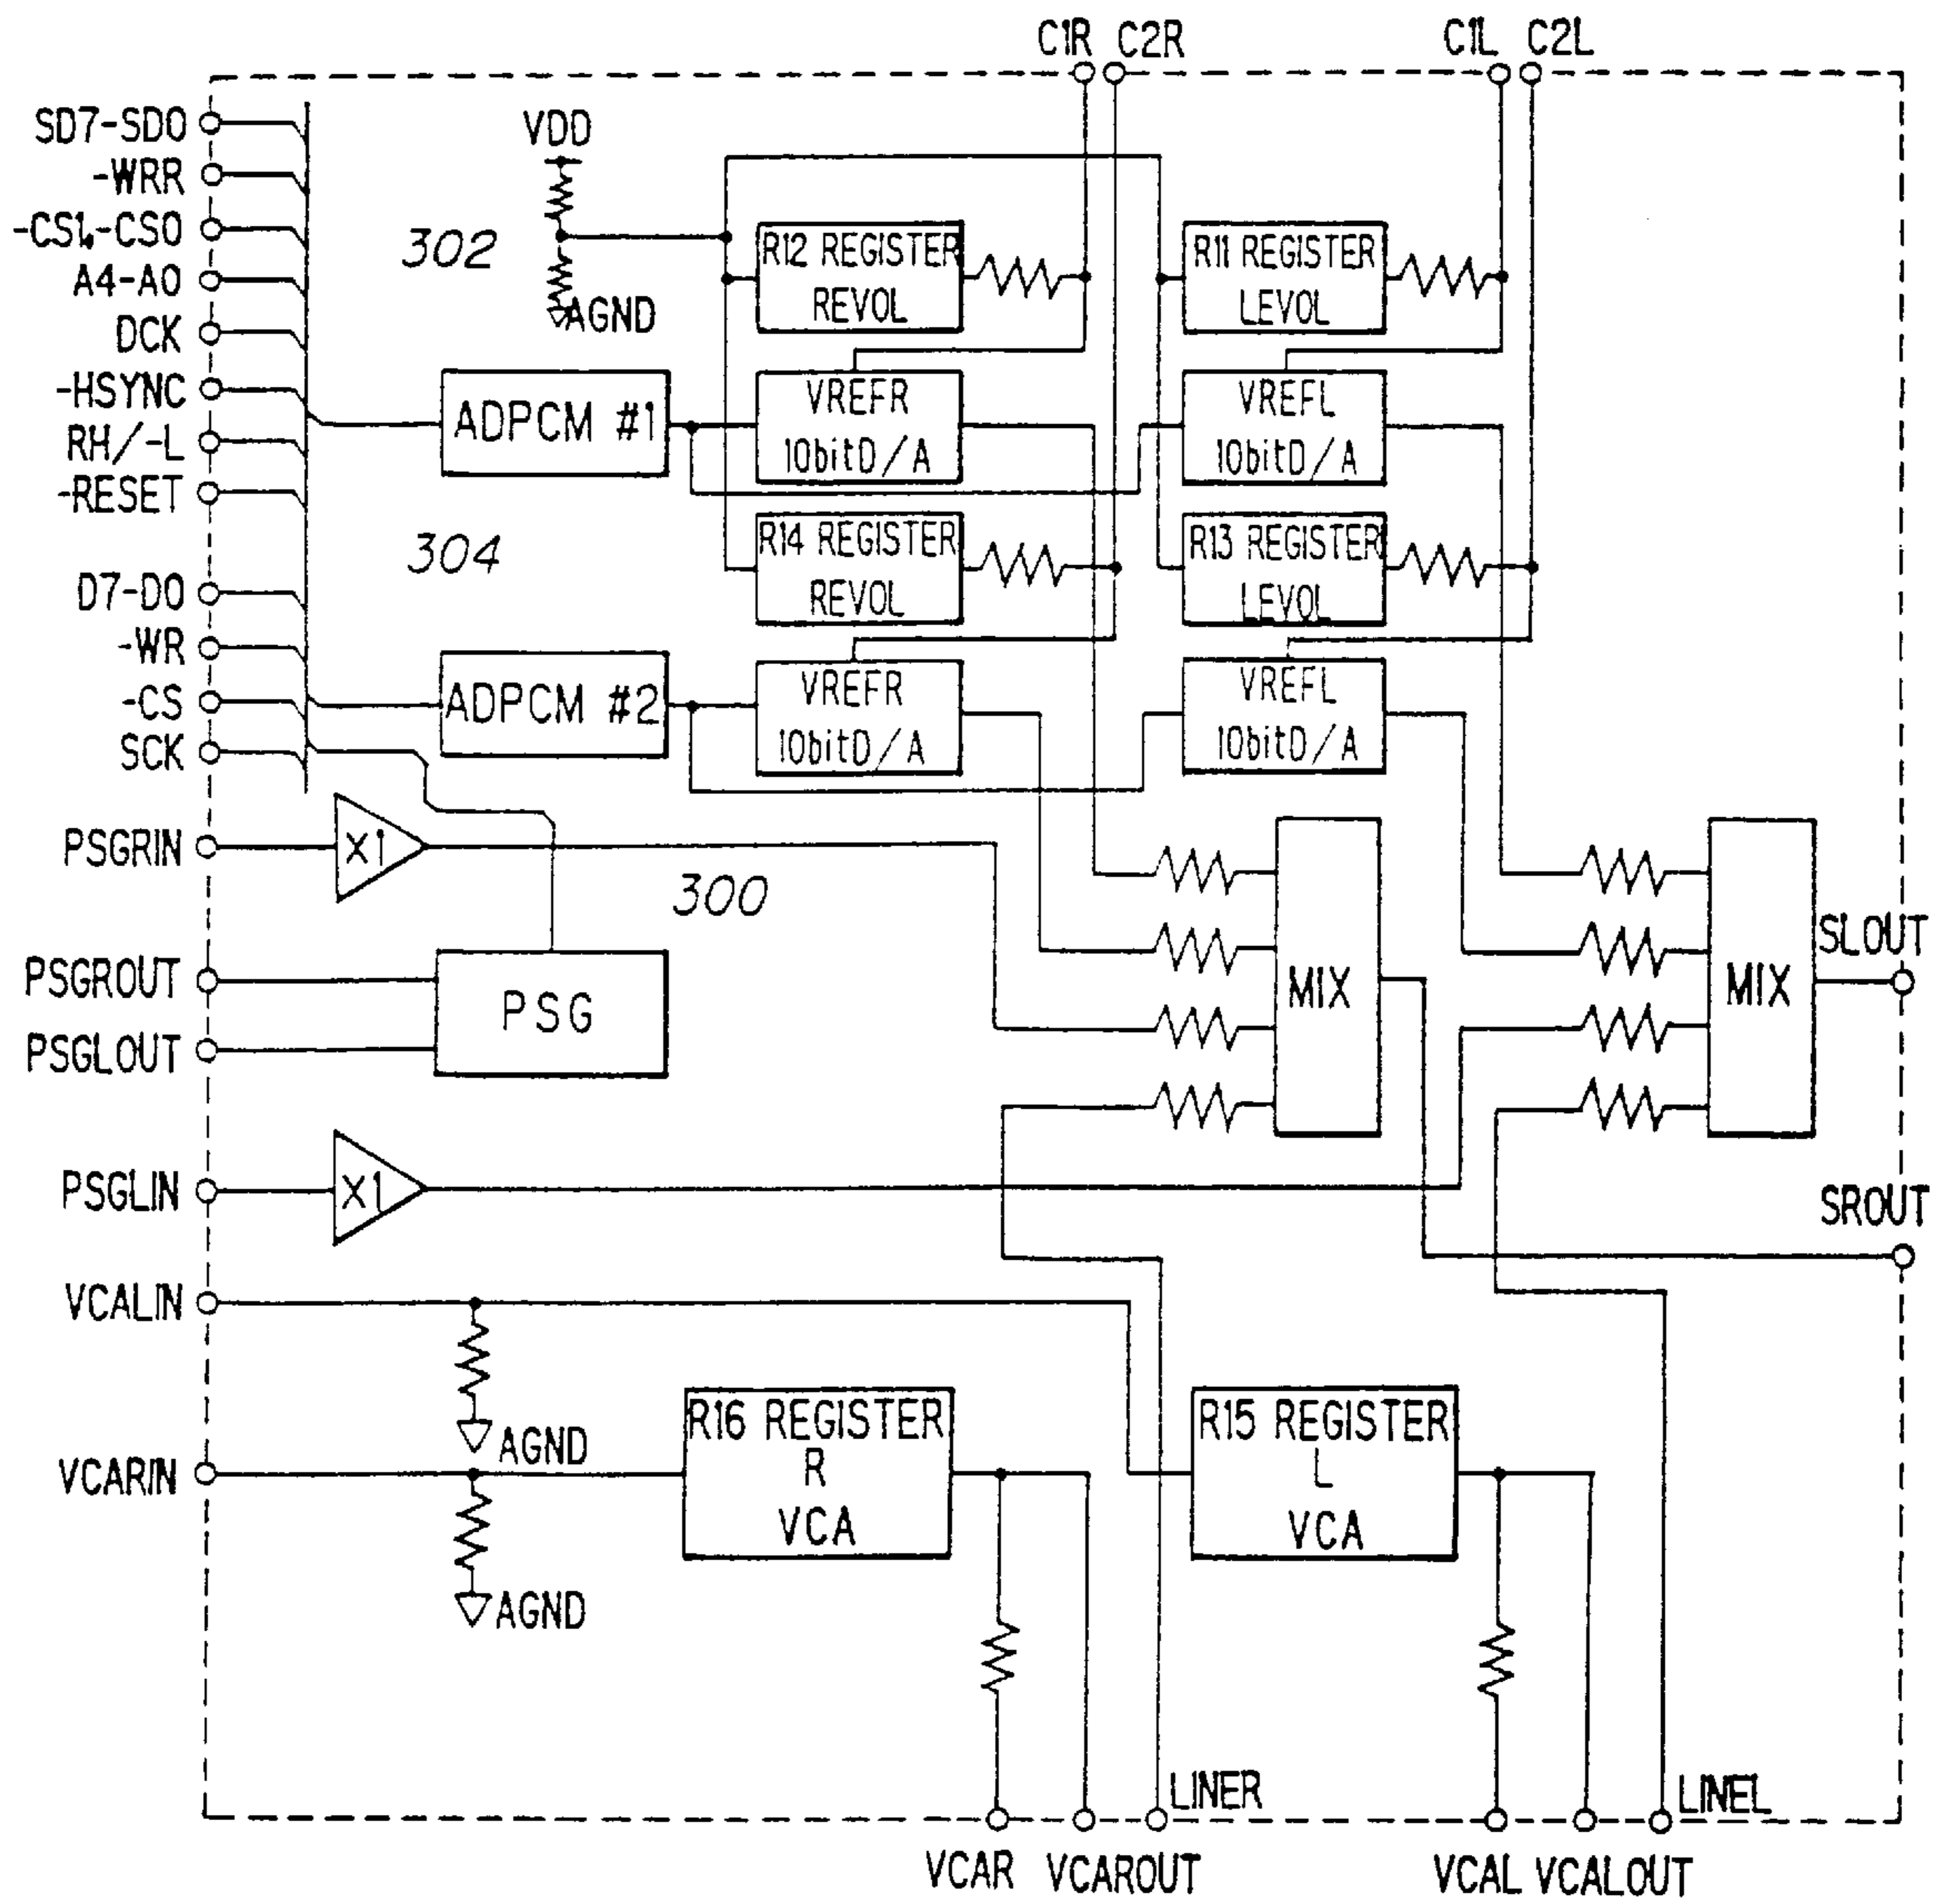 C1R C2R C1L C2L
SD7-SD0
-WRR
-CS1,-CS0
A4-A0
DCK
-HSYNC
RH/-L
-RESET
D7-D0
-WR
-CS
SCK
PSGRIN
PSGROUT
PSGLOUT
PSGLIN
VCALIN
VCARIN
VDD
AGND
302
304
300
R12 REGISTER
REVOL
R11 REGISTER
LEVOL
ADPCM #1
VREFR
10bitD/A
VREFL
10bitD/A
R14 REGISTER
REVOL
R13 REGISTER
LEVOL
ADPCM #2
VREFR
10bitD/A
VREFL
10bitD/A
X1
PSG
MIX
MIX
SLOUT
SROUT
X1
AGND
AGND
R16 REGISTER
R
VCA
R15 REGISTER
L
VCA
LINER
LINEL
VCAR VCAROUT VCAL VCALOUT